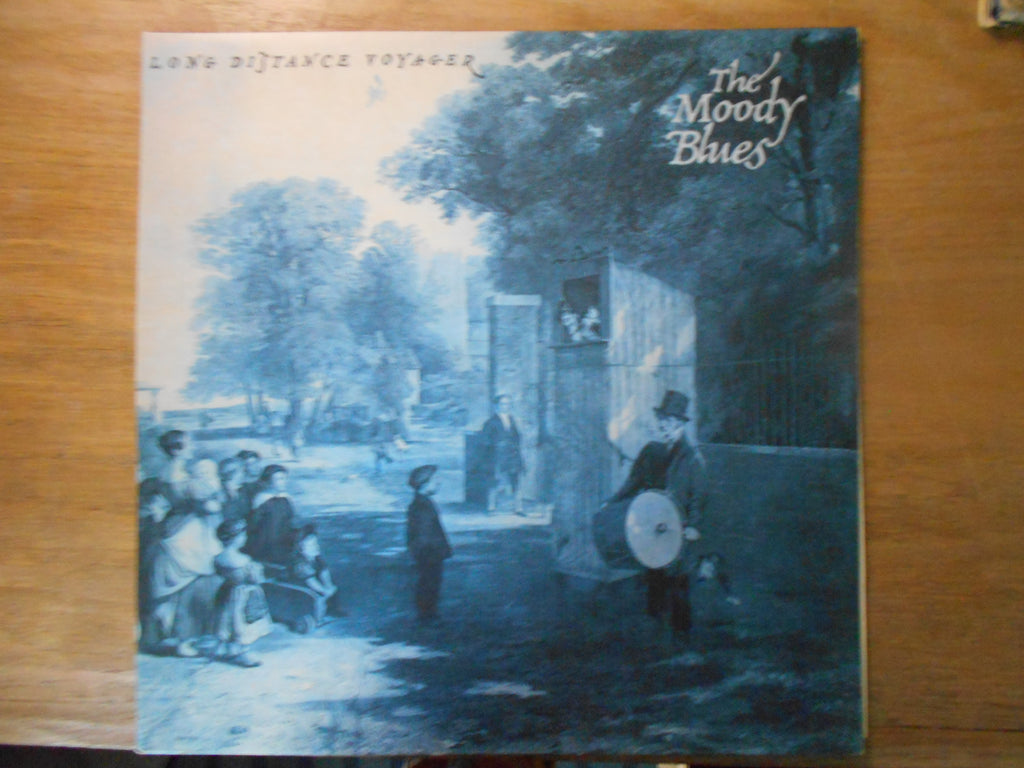 LONG DISTANCE VOYAGER
The
Moody
Blues